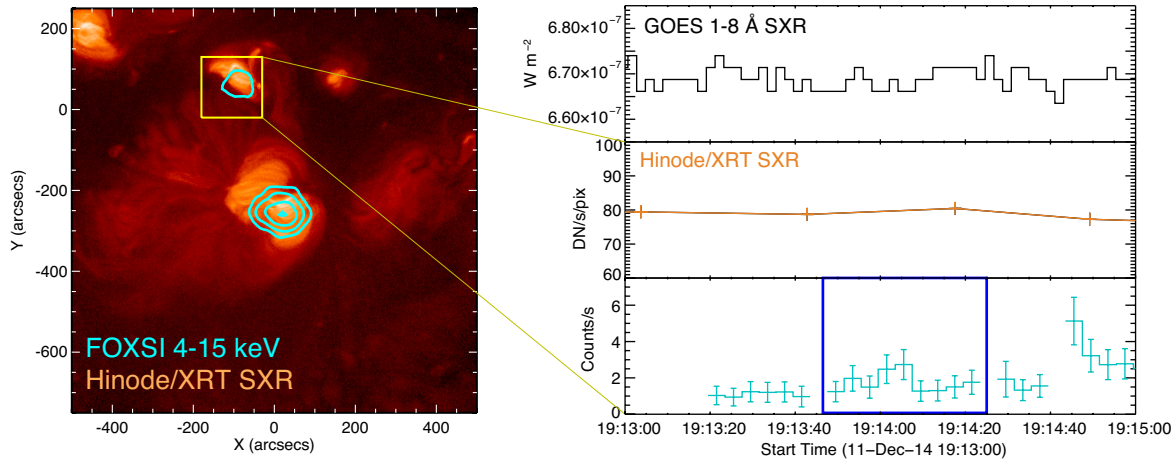 200
0
-200
-400
-600
Y (arcsecs)
-400 -200 0 200 400
X (arcsecs)
FOXSI 4-15 keV
Hinode/XRT SXR
GOES 1-8 Å SXR
6.80×10⁻⁷
6.70×10⁻⁷
6.60×10⁻⁷
W m⁻²
Hinode/XRT SXR
100
90
80
70
60
DN/s/pix
6
4
2
0
Counts/s
19:13:00 19:13:20 19:13:40 19:14:00 19:14:20 19:14:40 19:15:00
Start Time (11–Dec–14 19:13:00)